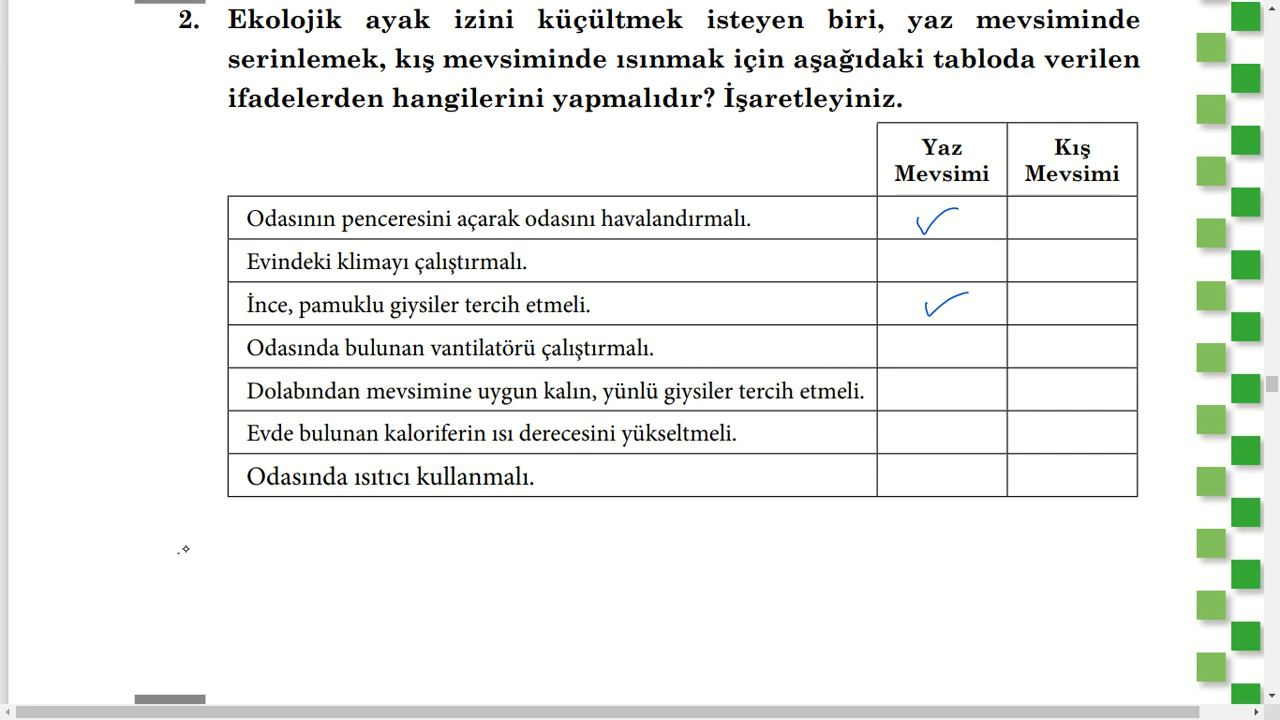 2. Ekolojik ayak izini küçültmek isteyen biri, yaz mevsiminde
serinlemek, kış mevsiminde ısınmak için aşağıdaki tabloda verilen
ifadelerden hangilerini yapmalıdır? İşaretleyiniz.
Yaz Mevsimi
Kış Mevsimi
Odasının penceresini açarak odasını havalandırmalı.
Evindeki klimayı çalıştırmalı.
İnce, pamuklu giysiler tercih etmeli.
Odasında bulunan vantilatörü çalıştırmalı.
Dolabından mevsimine uygun kalın, yünlü giysiler tercih etmeli.
Evde bulunan kaloriferin ısı derecesini yükseltmeli.
Odasında ısıtıcı kullanmalı.